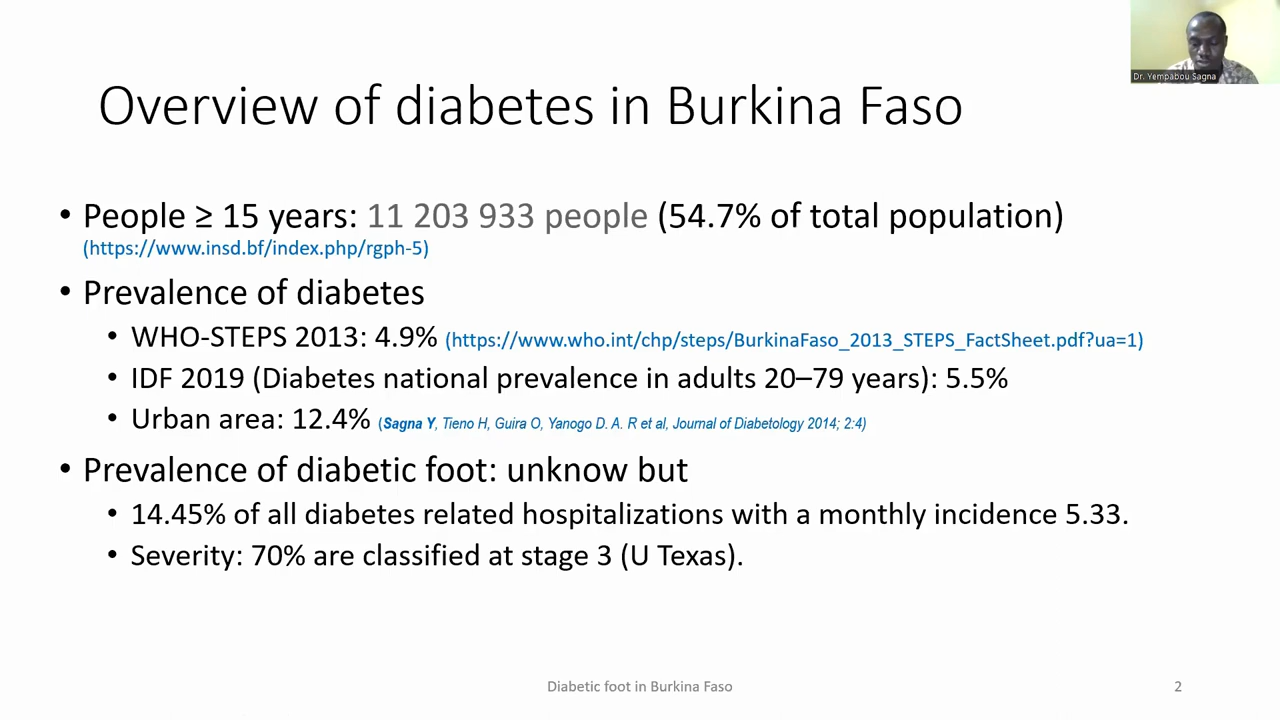 Dr. Yempabou Sagna
Overview of diabetes in Burkina Faso
• People ≥ 15 years: 11 203 933 people (54.7% of total population)
(https://www.insd.bf/index.php/rgph-5)
• Prevalence of diabetes
• WHO-STEPS 2013: 4.9% (https://www.who.int/chp/steps/BurkinaFaso_2013_STEPS_FactSheet.pdf?ua=1)
• IDF 2019 (Diabetes national prevalence in adults 20–79 years): 5.5%
• Urban area: 12.4% (Sagna Y, Tieno H, Guira O, Yanogo D. A. R et al, Journal of Diabetology 2014; 2:4)
• Prevalence of diabetic foot: unknow but
• 14.45% of all diabetes related hospitalizations with a monthly incidence 5.33.
• Severity: 70% are classified at stage 3 (U Texas).
Diabetic foot in Burkina Faso
2